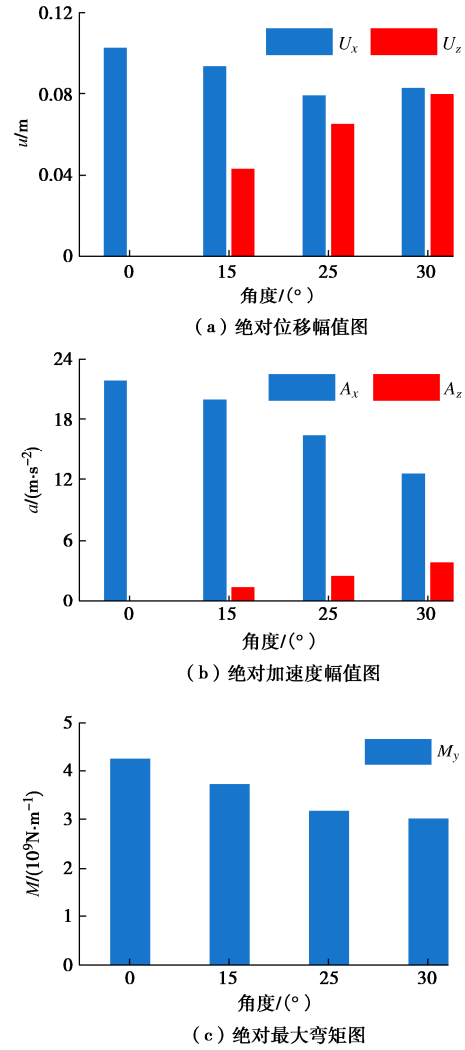 0.12
0.08
0.04
0
u/m
Uₓ U_z
0 15 25 30
角度/(°)
(a)绝对位移幅值图
24
18
12
6
0
a/(m·s⁻²)
Aₓ A_z
0 15 25 30
角度/(°)
(b)绝对加速度幅值图
5
4
3
2
1
0
M/(10⁹N·m⁻¹)
M_y
0 15 25 30
角度/(°)
(c)绝对最大弯矩图